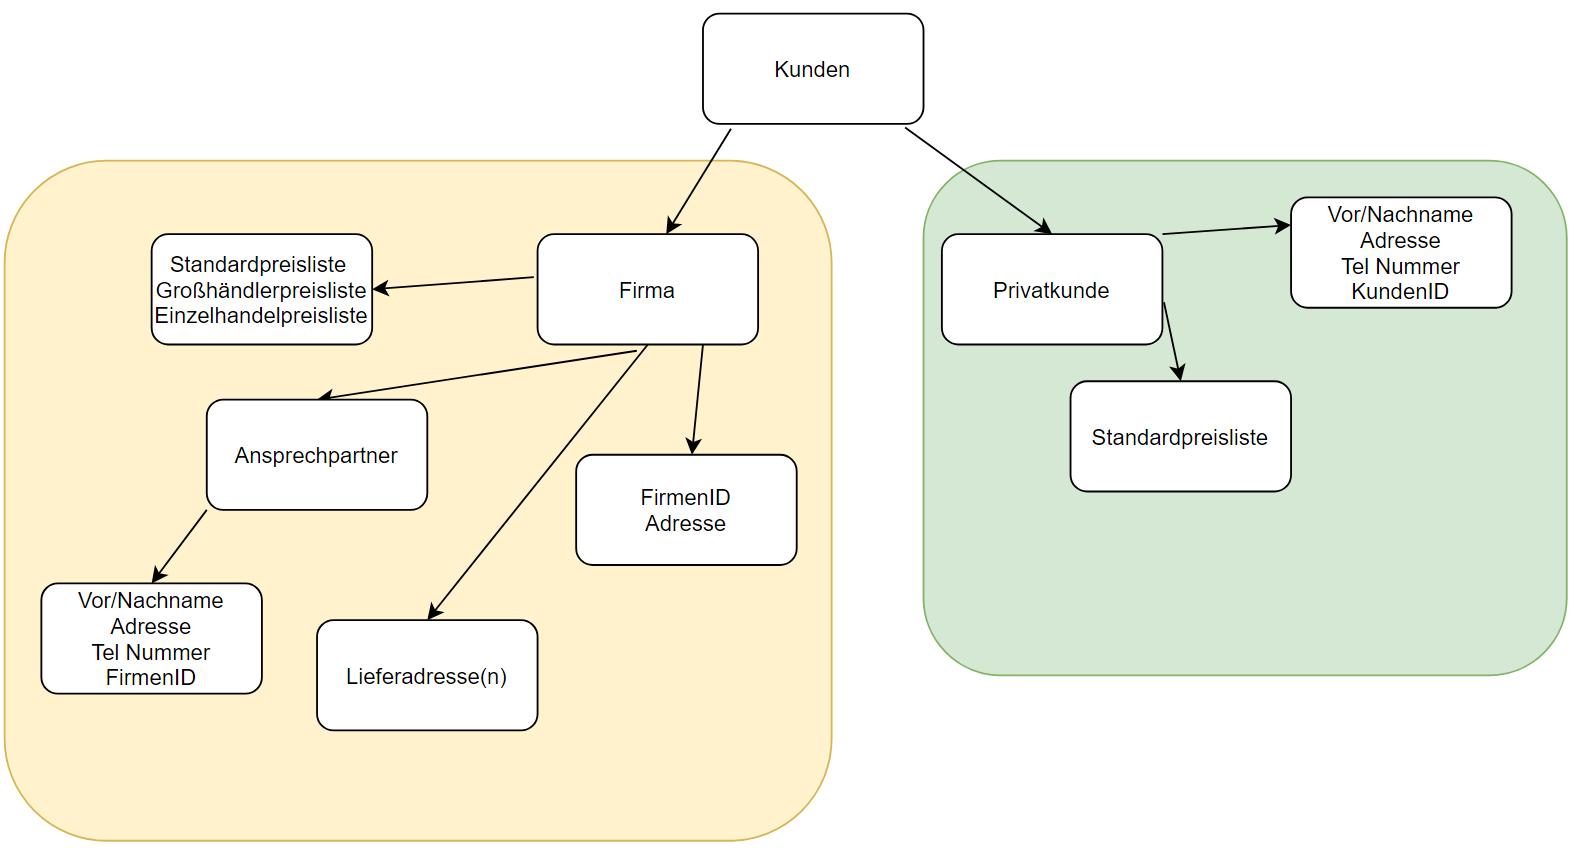 Kunden
Standardpreisliste
Großhändlerpreisliste
Einzelhandelpreisliste
Firma
Privatkunde
Vor/Nachname
Adresse
Tel Nummer
KundenID
Ansprechpartner
FirmenID
Adresse
Standardpreisliste
Vor/Nachname
Adresse
Tel Nummer
FirmenID
Lieferadresse(n)